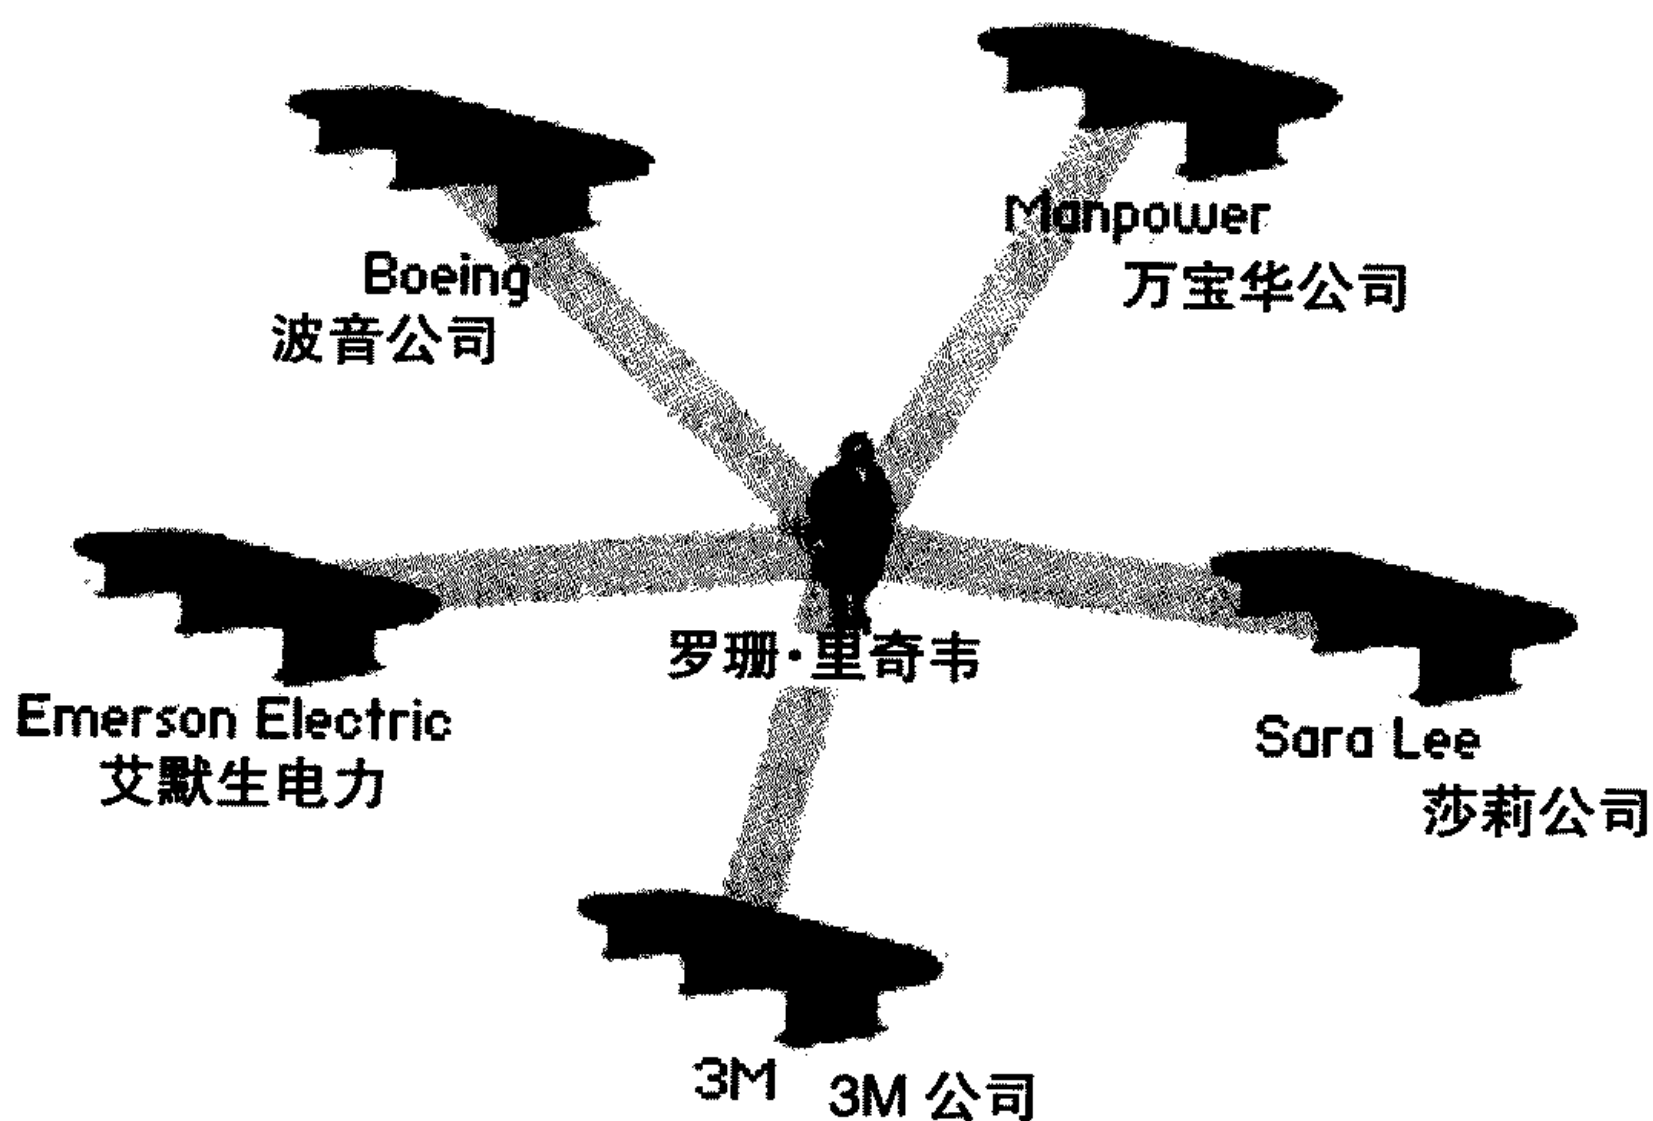 Manpower
万宝华公司
Boeing
波音公司
罗珊·里奇韦
Emerson Electric
艾默生电力
Sara Lee
莎莉公司
3M
3M 公司